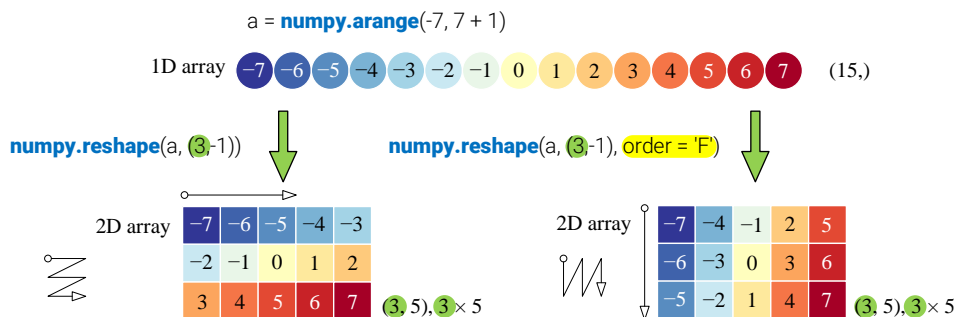 a = numpy.arange(-7, 7 + 1)
1D array −7 −6 −5 −4 −3 −2 −1 0 1 2 3 4 5 6 7 (15,)
numpy.reshape(a, (3,-1))
numpy.reshape(a, (3,-1), order = 'F')
2D array
−7 −6 −5 −4 −3
−2 −1 0 1 2
3 4 5 6 7
(3, 5), 3 × 5
2D array
−7 −4 −1 2 5
−6 −3 0 3 6
−5 −2 1 4 7
(3, 5), 3 × 5